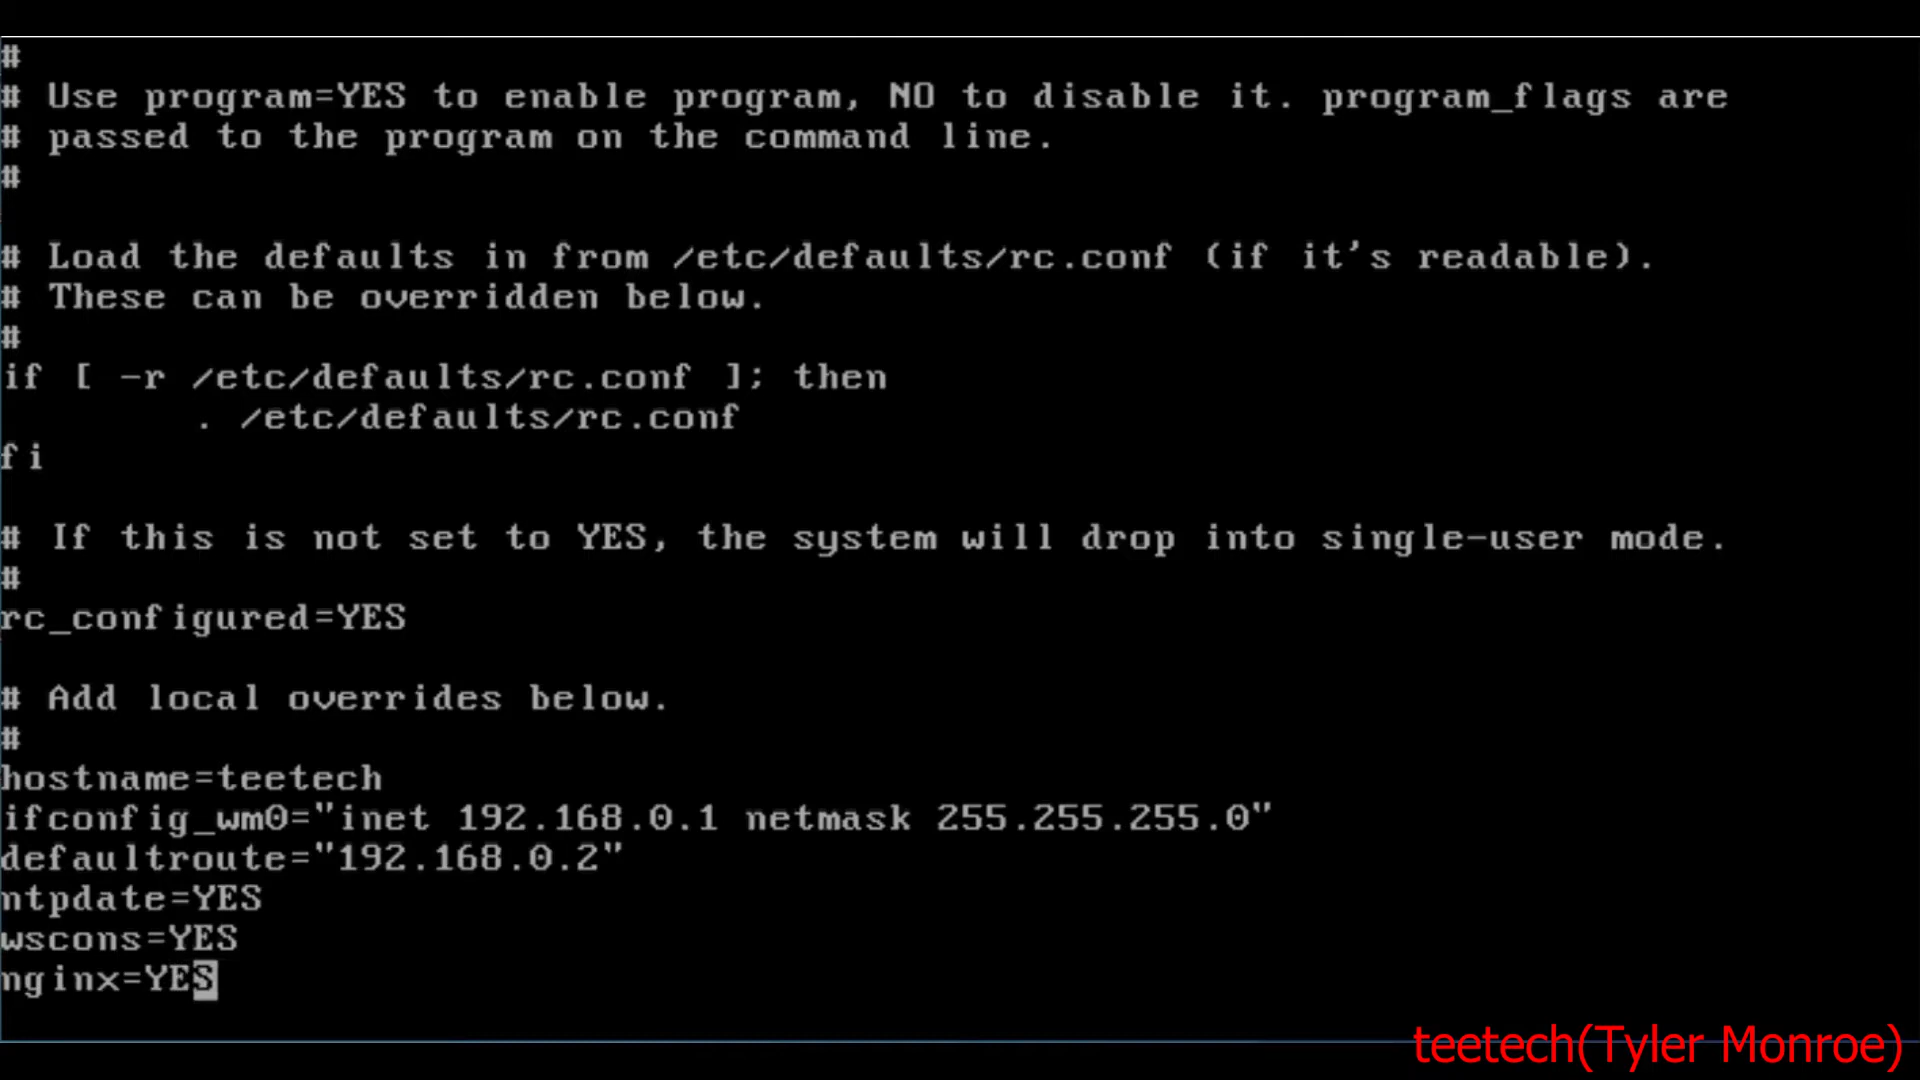 #
# Use program=YES to enable program, NO to disable it. program_flags are
# passed to the program on the command line.
#
# Load the defaults in from /etc/defaults/rc.conf (if it's readable).
# These can be overridden below.
#
if [ -r /etc/defaults/rc.conf ]; then
        . /etc/defaults/rc.conf
fi
# If this is not set to YES, the system will drop into single-user mode.
#
rc_configured=YES
# Add local overrides below.
#
hostname=teetech
ifconfig_wm0="inet 192.168.0.1 netmask 255.255.255.0"
defaultroute="192.168.0.2"
ntpdate=YES
wscons=YES
nginx=YES
teetech(Tyler Monroe)